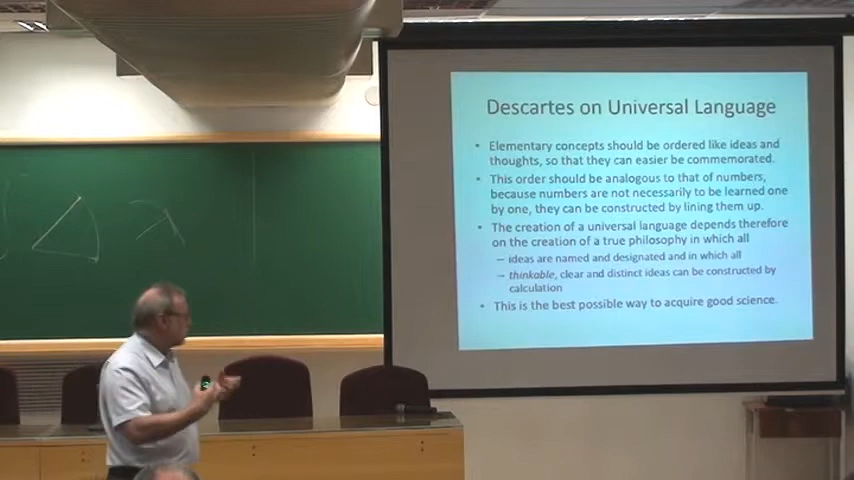 Descartes on Universal Language
• Elementary concepts should be ordered like ideas and
thoughts, so that they can easier be commemorated.
• This order should be analogous to that of numbers,
because numbers are not necessarily to be learned one
by one, they can be constructed by lining them up.
• The creation of a universal language depends therefore
on the creation of a true philosophy in which all
– ideas are named and designated and in which all
– thinkable, clear and distinct ideas can be constructed by
calculation
• This is the best possible way to acquire good science.